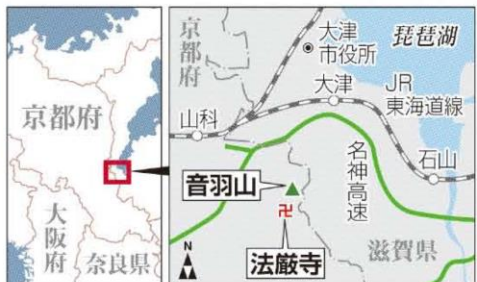 京都府
大阪府
奈良県
N
京都府
大津
市役所
琵琶湖
大津
JR
東海道線
山科
石山
名神高速
音羽山
卍
法厳寺
滋賀県